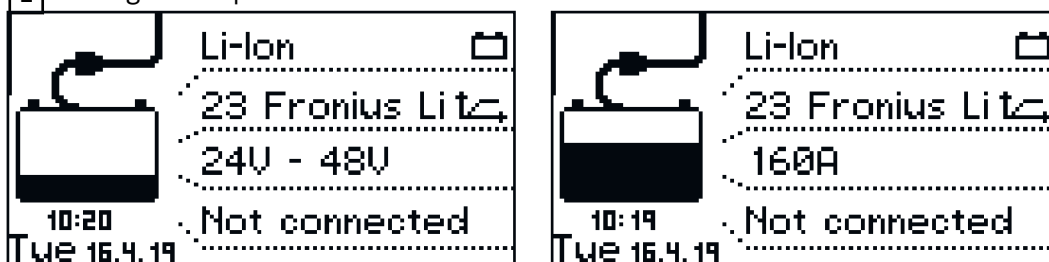 Li-Ion
23 Fronius Li
24V - 48V
Not connected
10:20
Tue 16.4.19
Li-Ion
23 Fronius Li
160A
Not connected
10:19
Tue 16.4.19